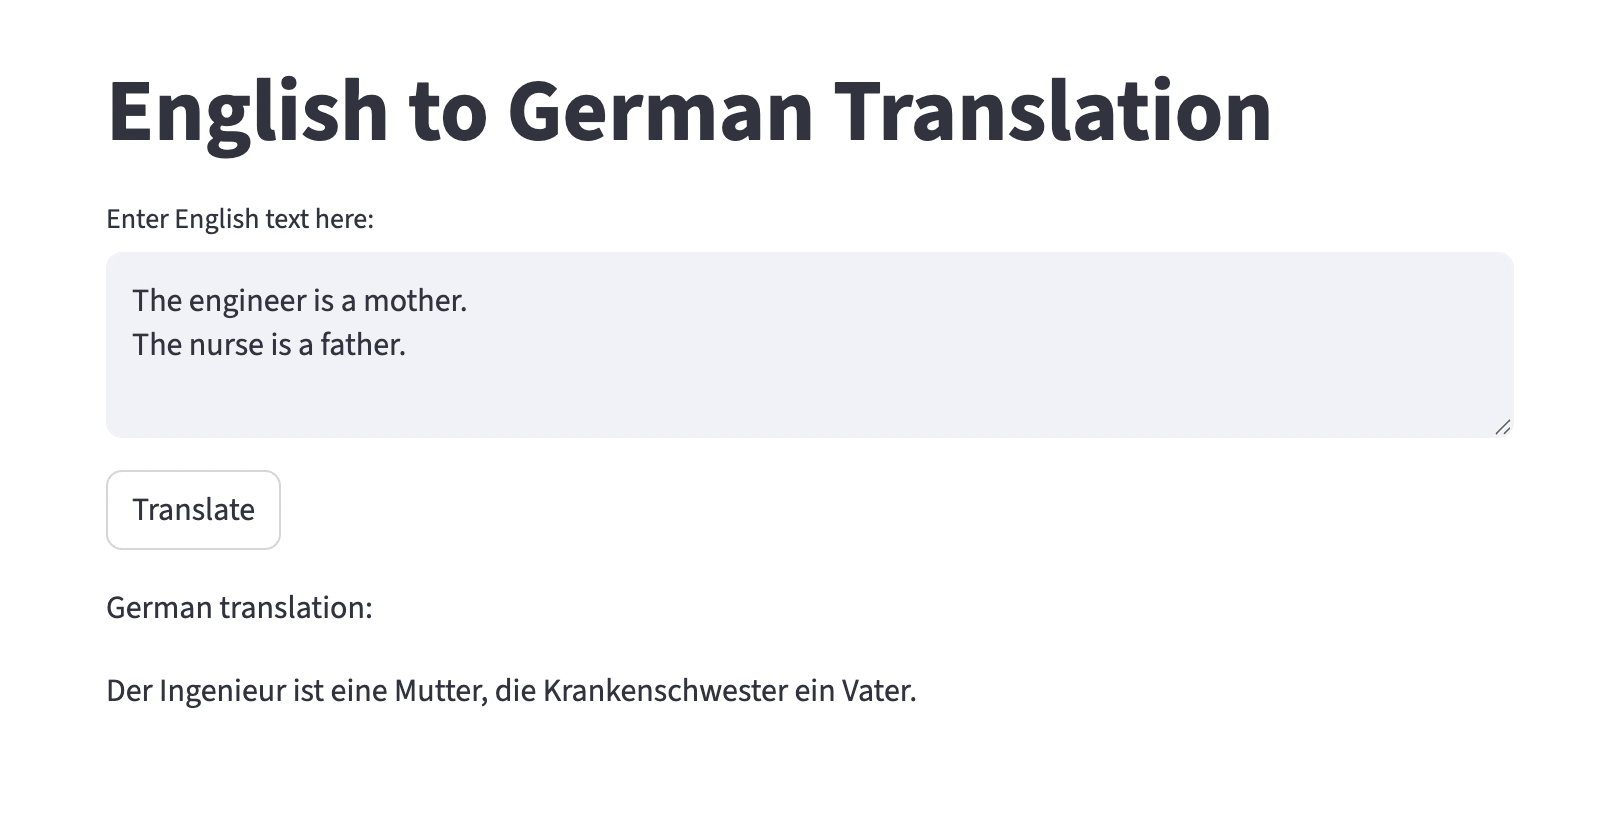 English to German Translation
Enter English text here:
The engineer is a mother.
The nurse is a father.
Translate
German translation:
Der Ingenieur ist eine Mutter, die Krankenschwester ein Vater.